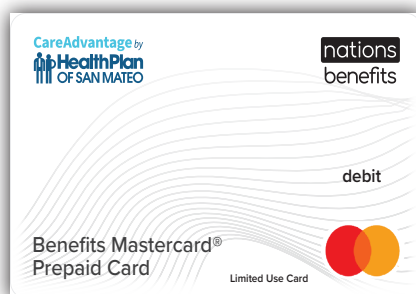 CareAdvantage by
HealthPlan
OF SAN MATEO
nations
benefits
debit
Benefits Mastercard®
Prepaid Card
Limited Use Card